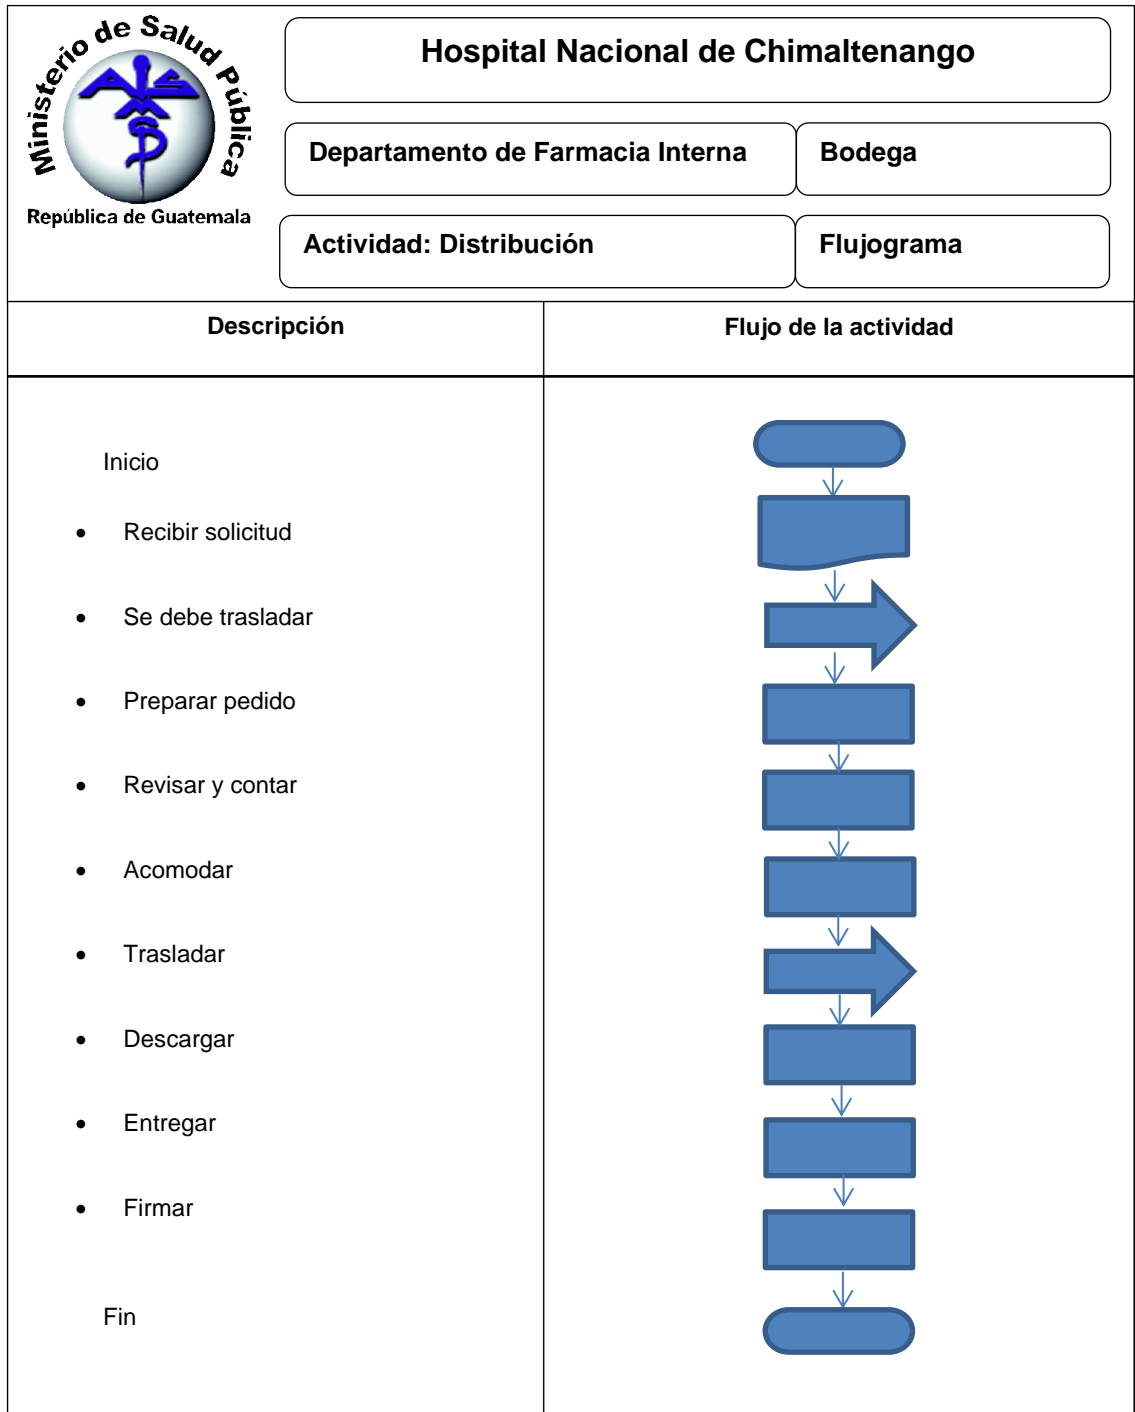 Ministerio de Salud Pública
República de Guatemala
Hospital Nacional de Chimaltenango
Departamento de Farmacia Interna
Bodega
Actividad: Distribución
Flujograma
Descripción
Flujo de la actividad
Inicio
• Recibir solicitud
• Se debe trasladar
• Preparar pedido
• Revisar y contar
• Acomodar
• Trasladar
• Descargar
• Entregar
• Firmar
Fin